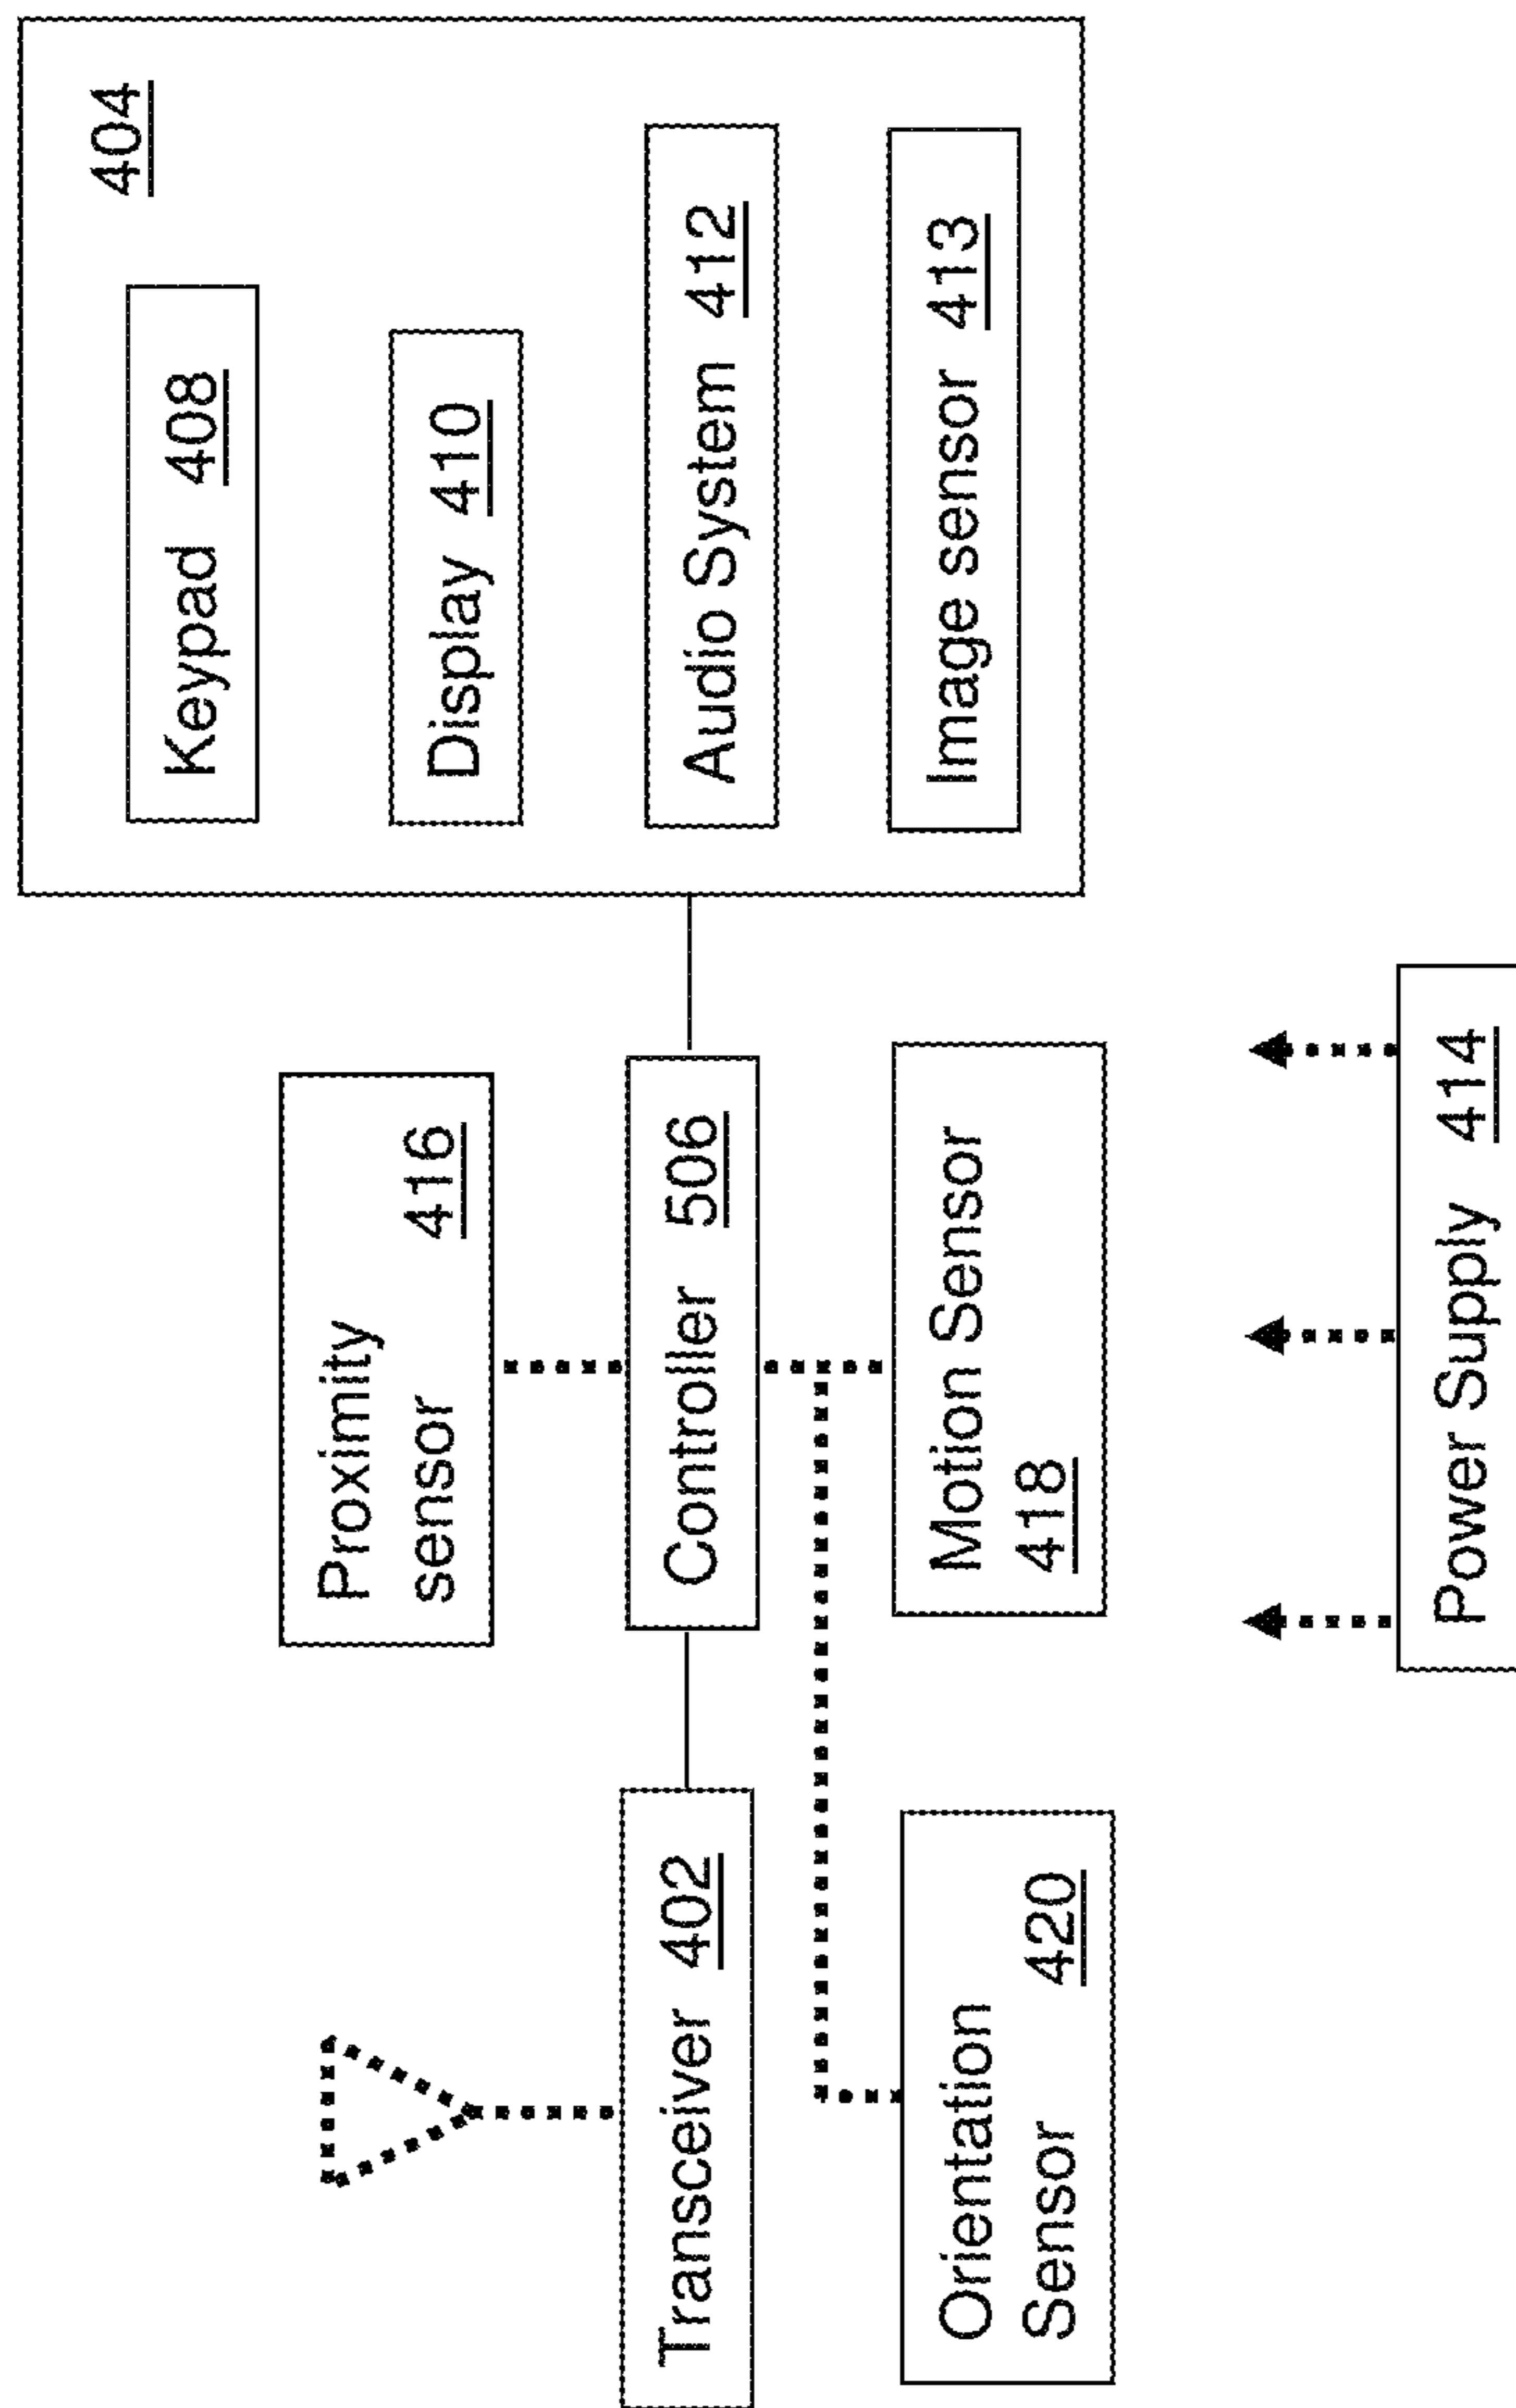 404
Keypad 408
Display 410
Audio System 412
Image sensor 413
Proximity
sensor 416
Controller 506
Transceiver 402
Motion Sensor
418
Orientation
Sensor 420
Power Supply 414